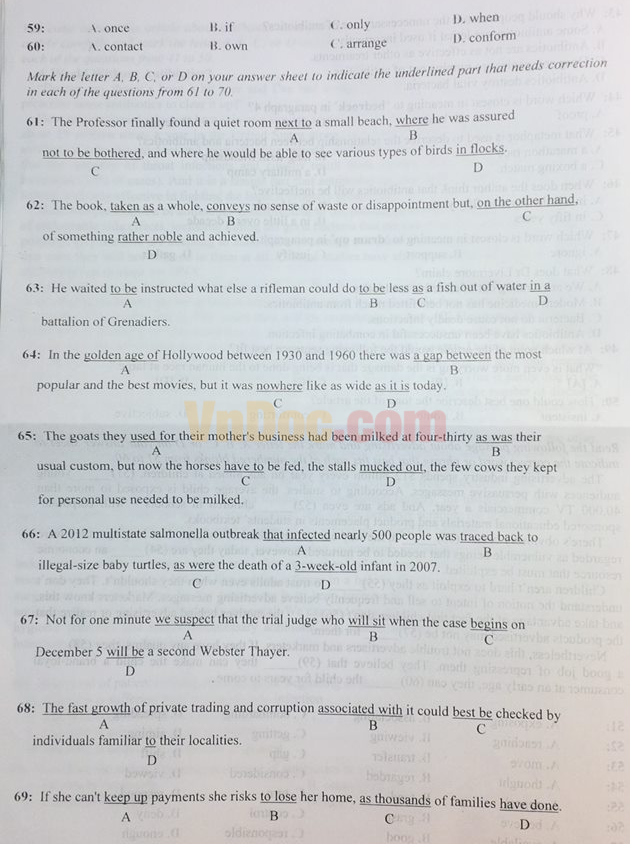 59: A. once B. if C. only D. when
60: A. contact B. own C. arrange D. conform
Mark the letter A, B, C, or D on your answer sheet to indicate the underlined part that needs correction
in each of the questions from 61 to 70.
61: The Professor finally found a quiet room next to a small beach, where he was assured
A B
not to be bothered, and where he would be able to see various types of birds in flocks.
C D
62: The book, taken as a whole, conveys no sense of waste or disappointment but, on the other hand,
A B C
of something rather noble and achieved.
D
63: He waited to be instructed what else a rifleman could do to be less as a fish out of water in a
A B C D
battalion of Grenadiers.
64: In the golden age of Hollywood between 1930 and 1960 there was a gap between the most
A B
popular and the best movies, but it was nowhere like as wide as it is today.
C D
VnDoc.com
65: The goats they used for their mother's business had been milked at four-thirty as was their
A B
usual custom, but now the horses have to be fed, the stalls mucked out, the few cows they kept
C D
for personal use needed to be milked.
66: A 2012 multistate salmonella outbreak that infected nearly 500 people was traced back to
A B
illegal-size baby turtles, as were the death of a 3-week-old infant in 2007.
C D
67: Not for one minute we suspect that the trial judge who will sit when the case begins on
A B C
December 5 will be a second Webster Thayer.
D
68: The fast growth of private trading and corruption associated with it could best be checked by
A B C
individuals familiar to their localities.
D
69: If she can't keep up payments she risks to lose her home, as thousands of families have done.
A B C D